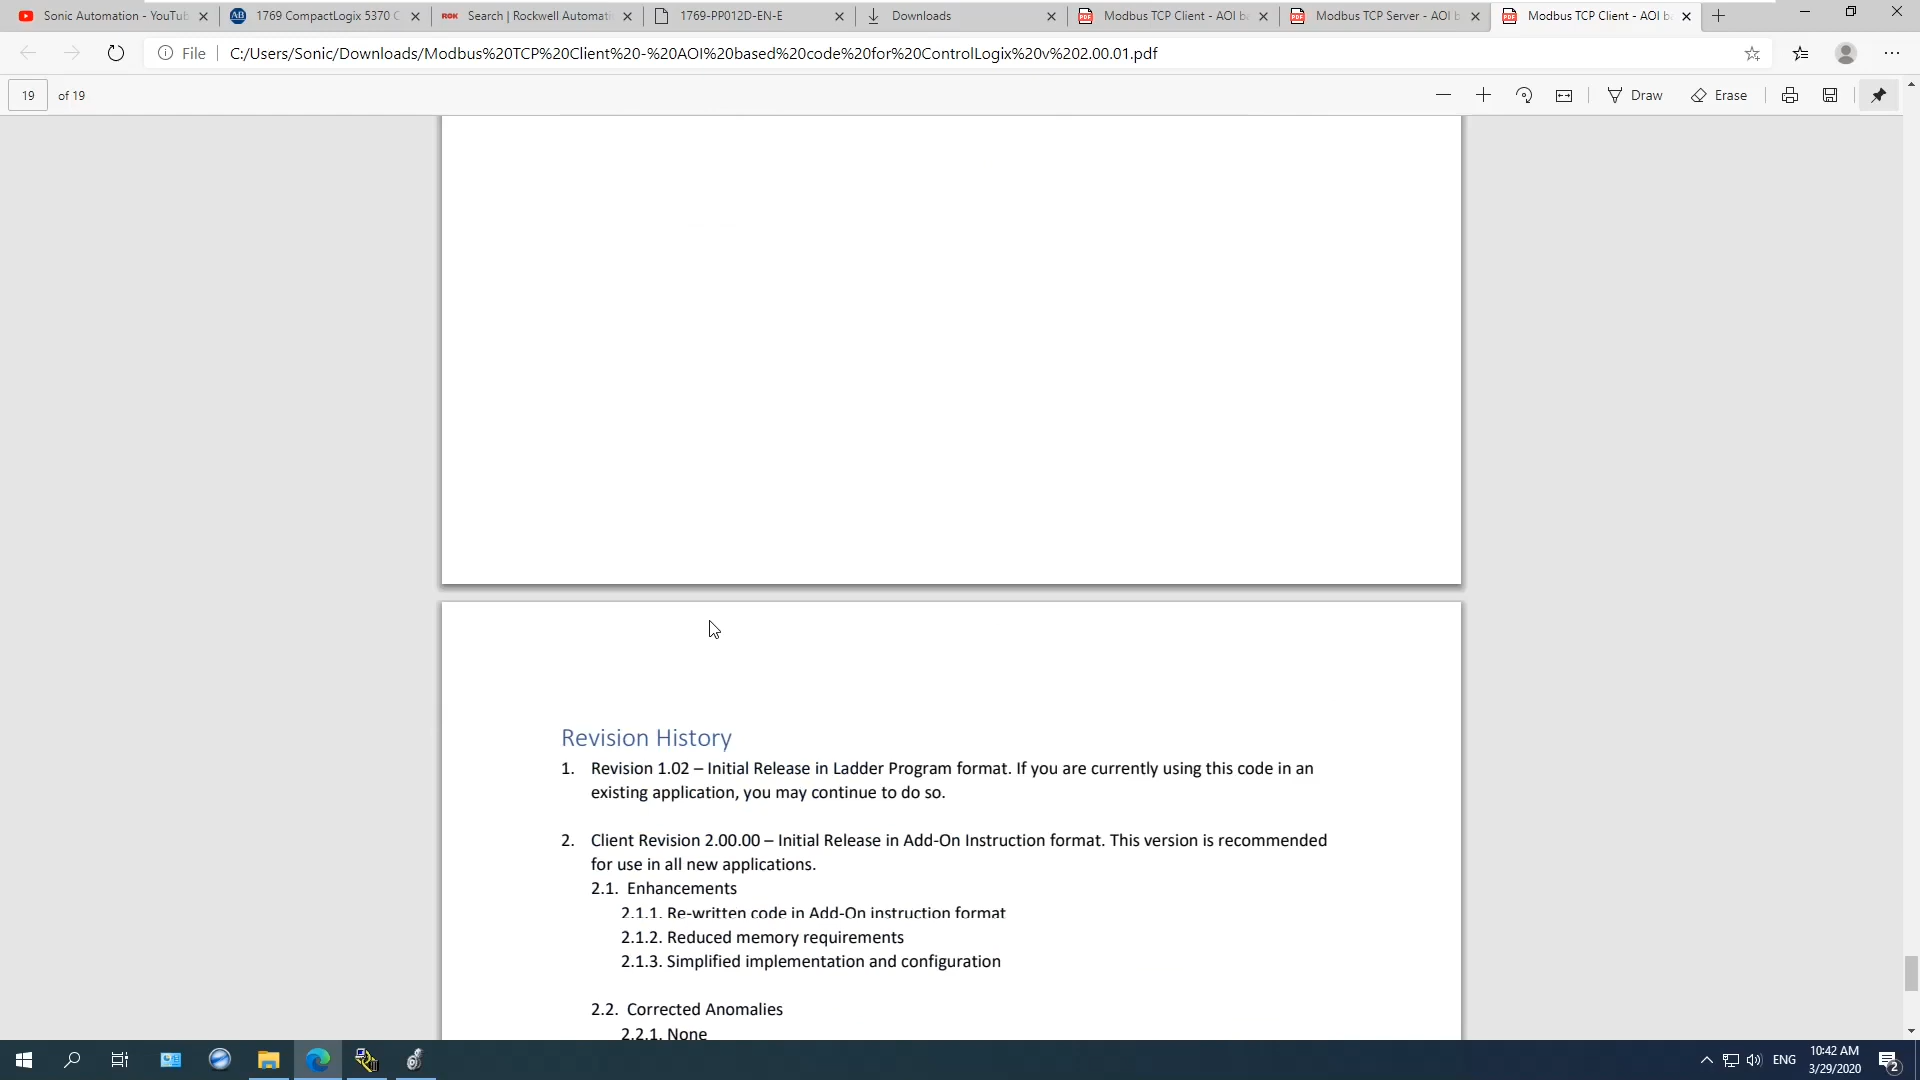 Sonic Automation - YouTub
AB
1769 CompactLogix 5370 C
ROK
Search | Rockwell Automati
1769-PP012D-EN-E
Downloads
Modbus TCP Client - AOI ba
Modbus TCP Server - AOI b
Modbus TCP Client - AOI ba
File
C:/Users/Sonic/Downloads/Modbus%20TCP%20Client%20-%20AOI%20based%20code%20for%20ControlLogix%20v%202.00.01.pdf
19
of 19
Draw
Erase
Revision History
1. Revision 1.02 – Initial Release in Ladder Program format. If you are currently using this code in an
existing application, you may continue to do so.
2. Client Revision 2.00.00 – Initial Release in Add-On Instruction format. This version is recommended
for use in all new applications.
2.1. Enhancements
2.1.1. Re-written code in Add-On instruction format
2.1.2. Reduced memory requirements
2.1.3. Simplified implementation and configuration
2.2. Corrected Anomalies
2.2.1. None
ENG
10:42 AM
3/29/2020
2